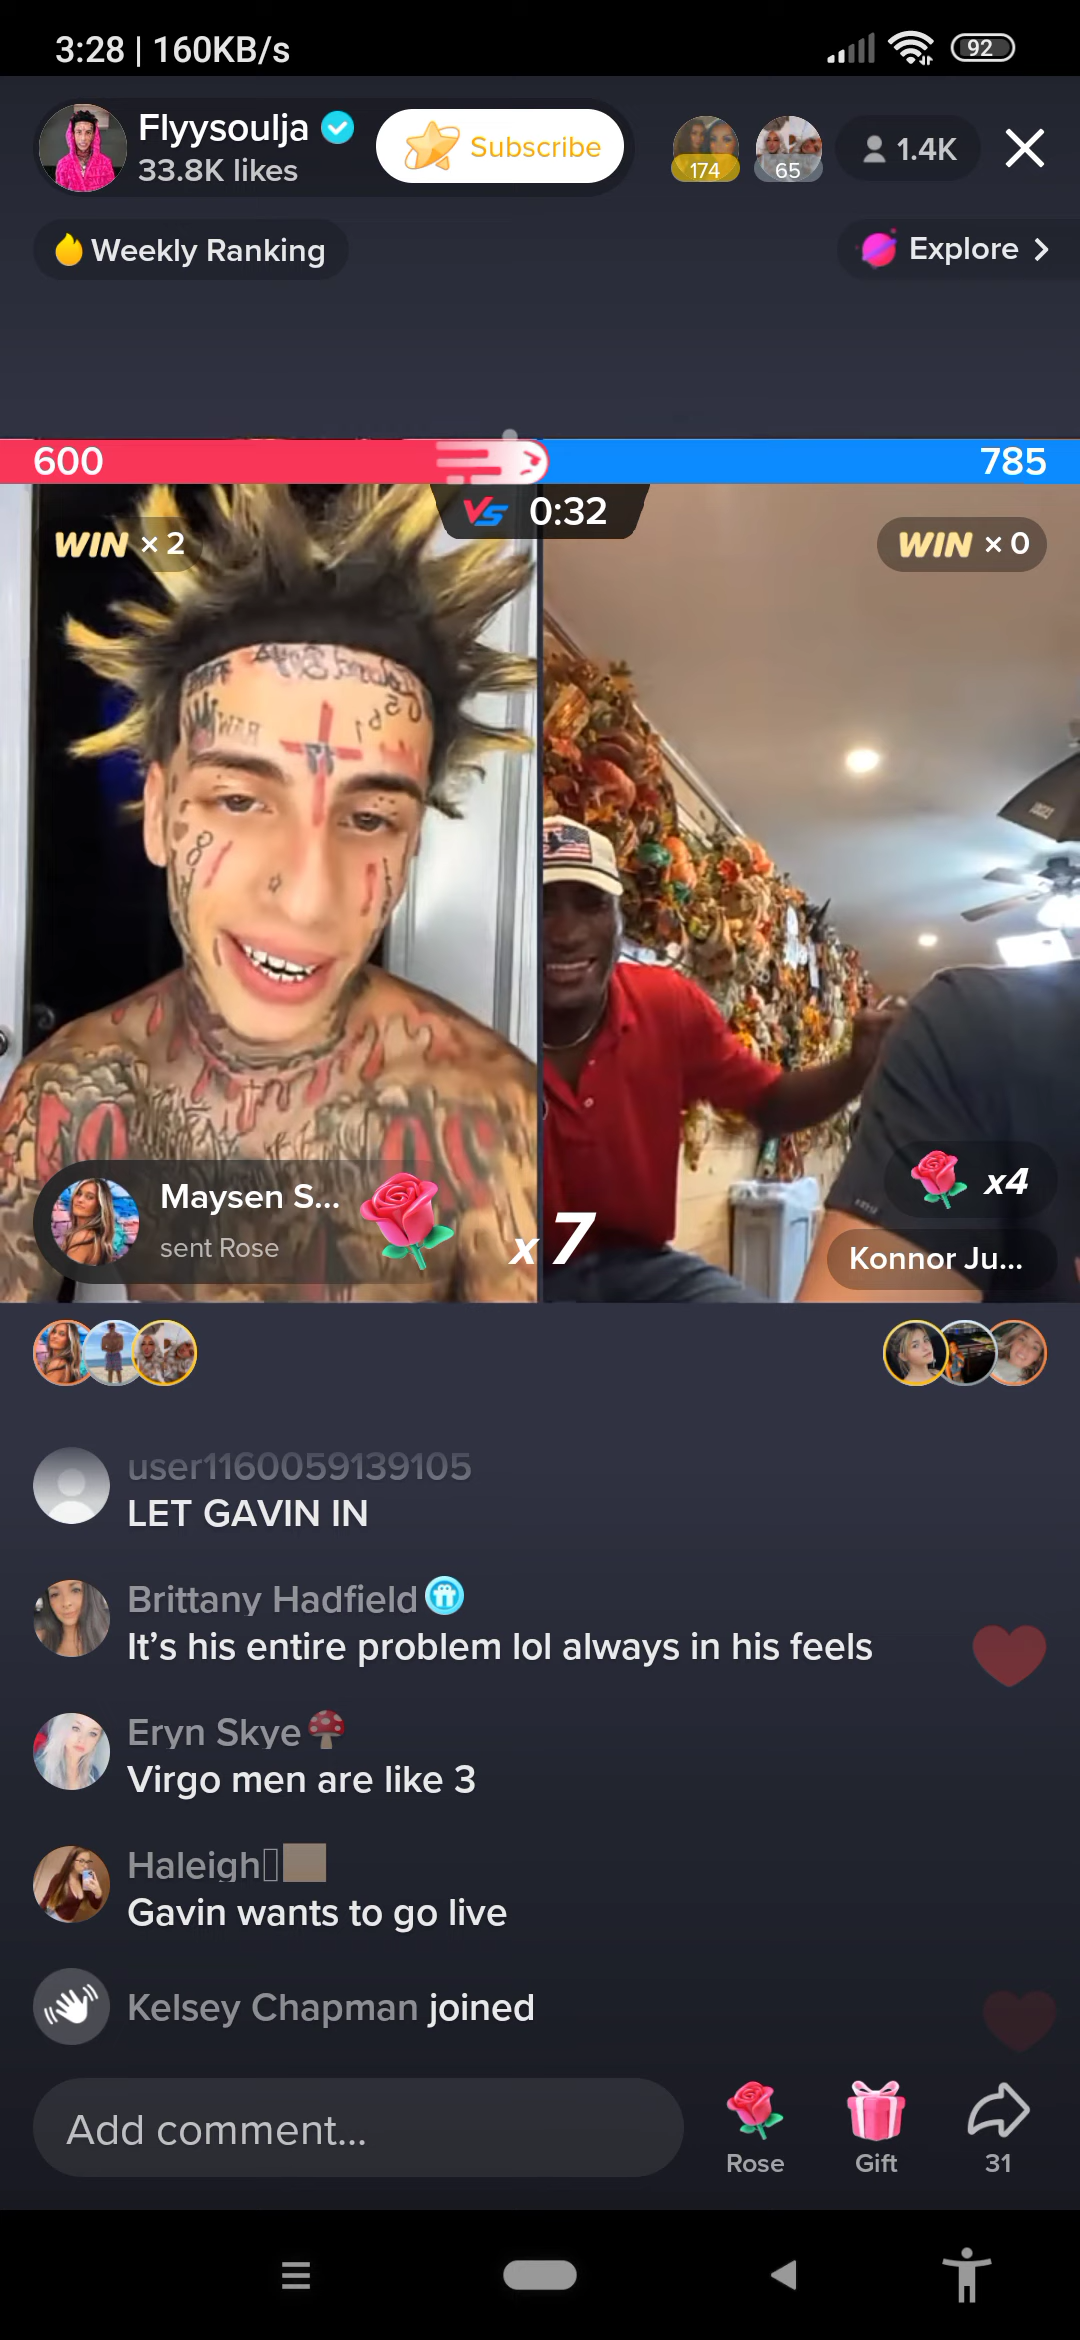 3:28 | 160KB/s
92
Flyysoulja
33.8K likes
Subscribe
174
65
1.4K
Weekly Ranking
Explore
600
785
VS 0:32
WIN × 2
WIN × 0
Maysen S...
sent Rose
x 7
x4
Konnor Ju...
user1160059139105
LET GAVIN IN
Brittany Hadfield
It’s his entire problem lol always in his feels
Eryn Skye
Virgo men are like 3
Haleigh
Gavin wants to go live
Kelsey Chapman joined
Add comment...
Rose
Gift
31